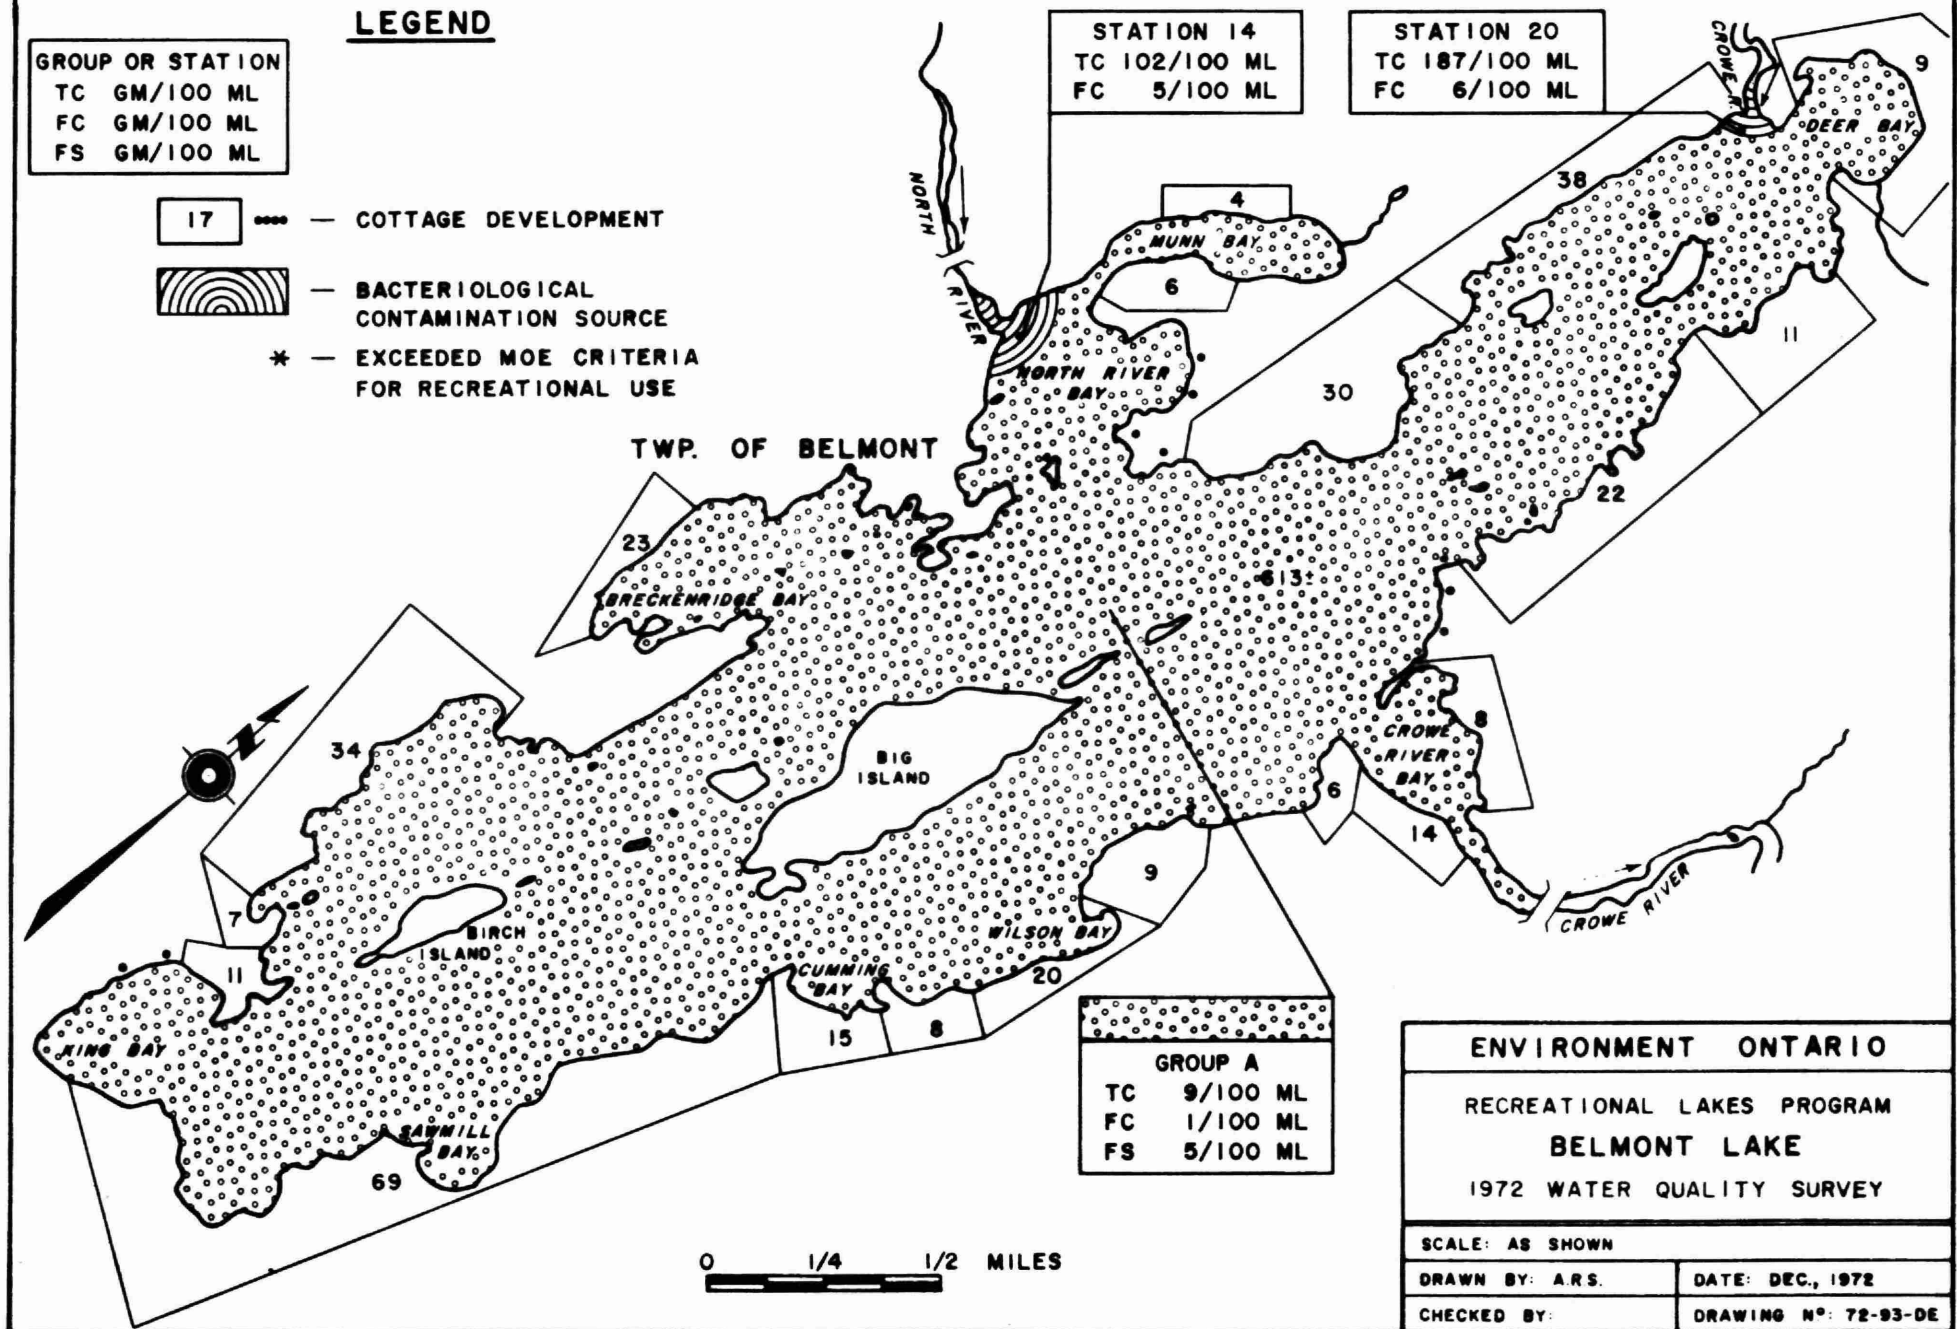 LEGEND
GROUP OR STATION
TC GM/100 ML
FC GM/100 ML
FS GM/100 ML
17 — COTTAGE DEVELOPMENT
— BACTERIOLOGICAL
CONTAMINATION SOURCE
* — EXCEEDED MOE CRITERIA
FOR RECREATIONAL USE
STATION 14
TC 102/100 ML
FC 5/100 ML
STATION 20
TC 187/100 ML
FC 6/100 ML
CROWE R.
9
DEER BAY
38
NORTH
RIVER
4
MUNN BAY
6
11
NORTH RIVER
BAY
30
TWP. OF BELMONT
22
23
613±
BRECKENRIDGE BAY
N
34
BIG
ISLAND
CROWE
RIVER
BAY
8
6
14
9
CROWE RIVER
7
BIRCH
ISLAND
WILSON BAY
11
CUMMING
BAY
20
15
8
KING BAY
SAWMILL
BAY
69
GROUP A
TC 9/100 ML
FC 1/100 ML
FS 5/100 ML
0 1/4 1/2 MILES
ENVIRONMENT ONTARIO
RECREATIONAL LAKES PROGRAM
BELMONT LAKE
1972 WATER QUALITY SURVEY
SCALE: AS SHOWN
DRAWN BY: A.R.S.
DATE: DEC., 1972
CHECKED BY:
DRAWING Nº: 72-93-DE